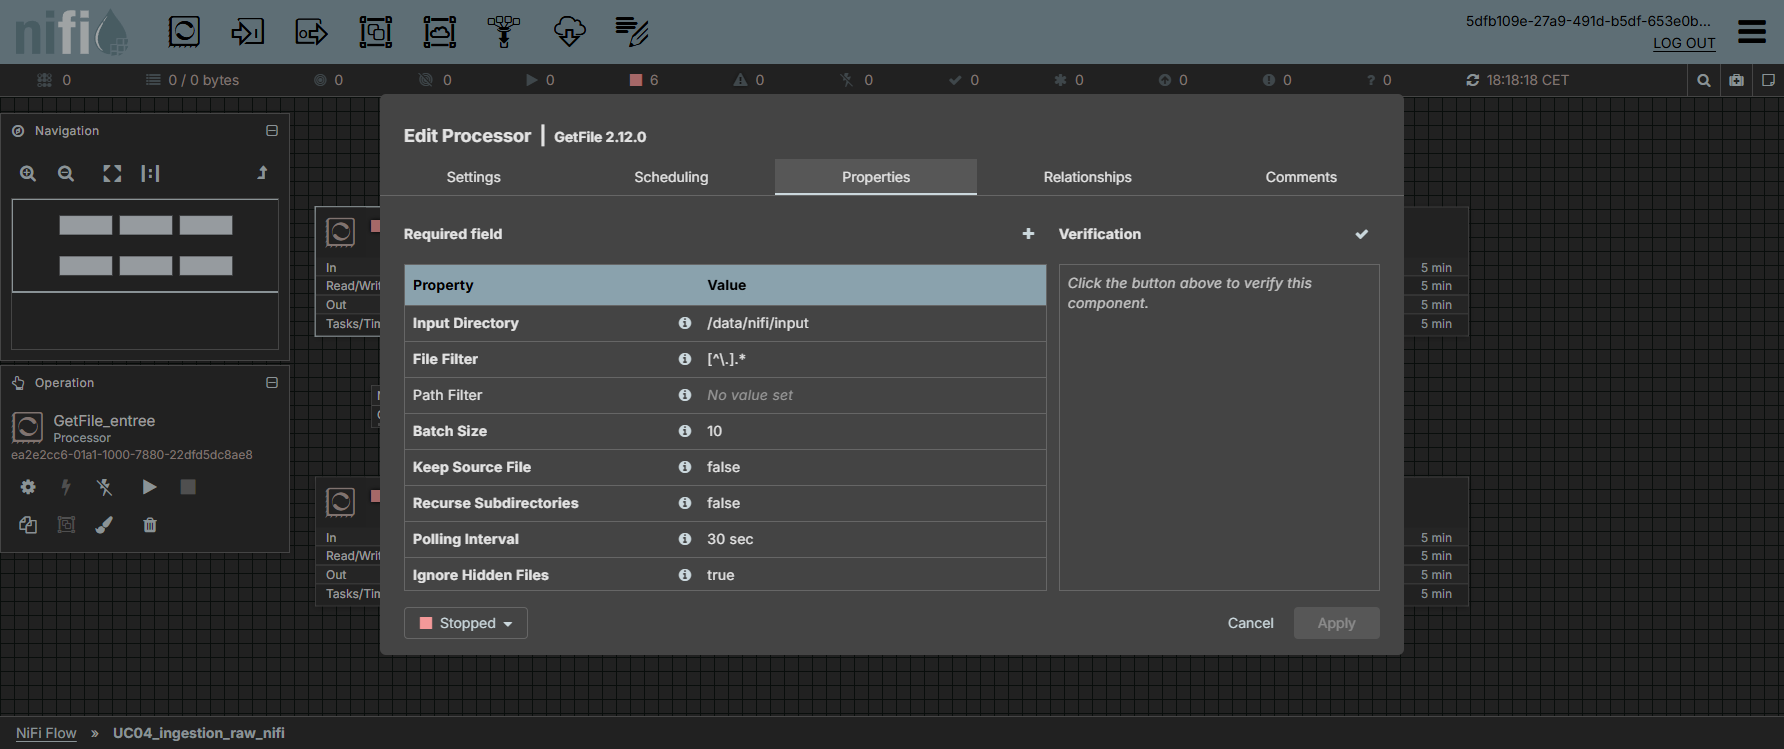 nifi
5dfb109e-27a9-491d-b5df-653e0b...
LOG OUT
0
0 / 0 bytes
0
0
0
6
0
0
0
0
0
0
? 0
18:18:18 CET
Navigation
Operation
GetFile_entree
Processor
ea2e2cc6-01a1-1000-7880-22dfd5dc8ae8
In
Read/Writ
Out
Tasks/Tim
In
Read/Writ
Out
Tasks/Tim
Edit Processor | GetFile 2.12.0
Settings
Scheduling
Properties
Relationships
Comments
Required field
Verification
Property Value
Input Directory /data/nifi/input
File Filter [^\.].*
Path Filter No value set
Batch Size 10
Keep Source File false
Recurse Subdirectories false
Polling Interval 30 sec
Ignore Hidden Files true
Click the button above to verify this
component.
Stopped
Cancel
Apply
5 min
5 min
5 min
5 min
5 min
5 min
5 min
5 min
NiFi Flow » UC04_ingestion_raw_nifi